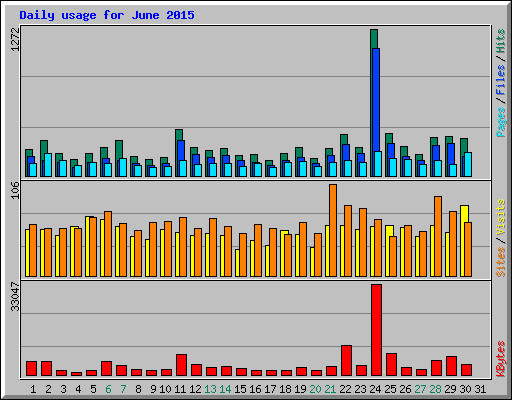 Daily usage for June 2015
1272
Pages / Files / Hits
106
Sites / Visits
33047
KBytes
1 2 3 4 5 6 7 8 9 10 11 12 13 14 15 16 17 18 19 20 21 22 23 24 25 26 27 28 29 30 31